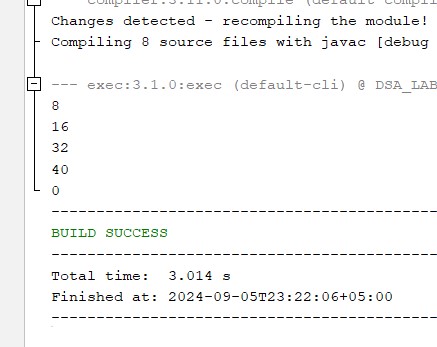 compiler:3.11.0:compile (default-compil
Changes detected - recompiling the module!
Compiling 8 source files with javac [debug
--- exec:3.1.0:exec (default-cli) @ DSA_LAB
8
16
32
40
0
------------------------------------------------
BUILD SUCCESS
------------------------------------------------
Total time:  3.014 s
Finished at: 2024-09-05T23:22:06+05:00
------------------------------------------------